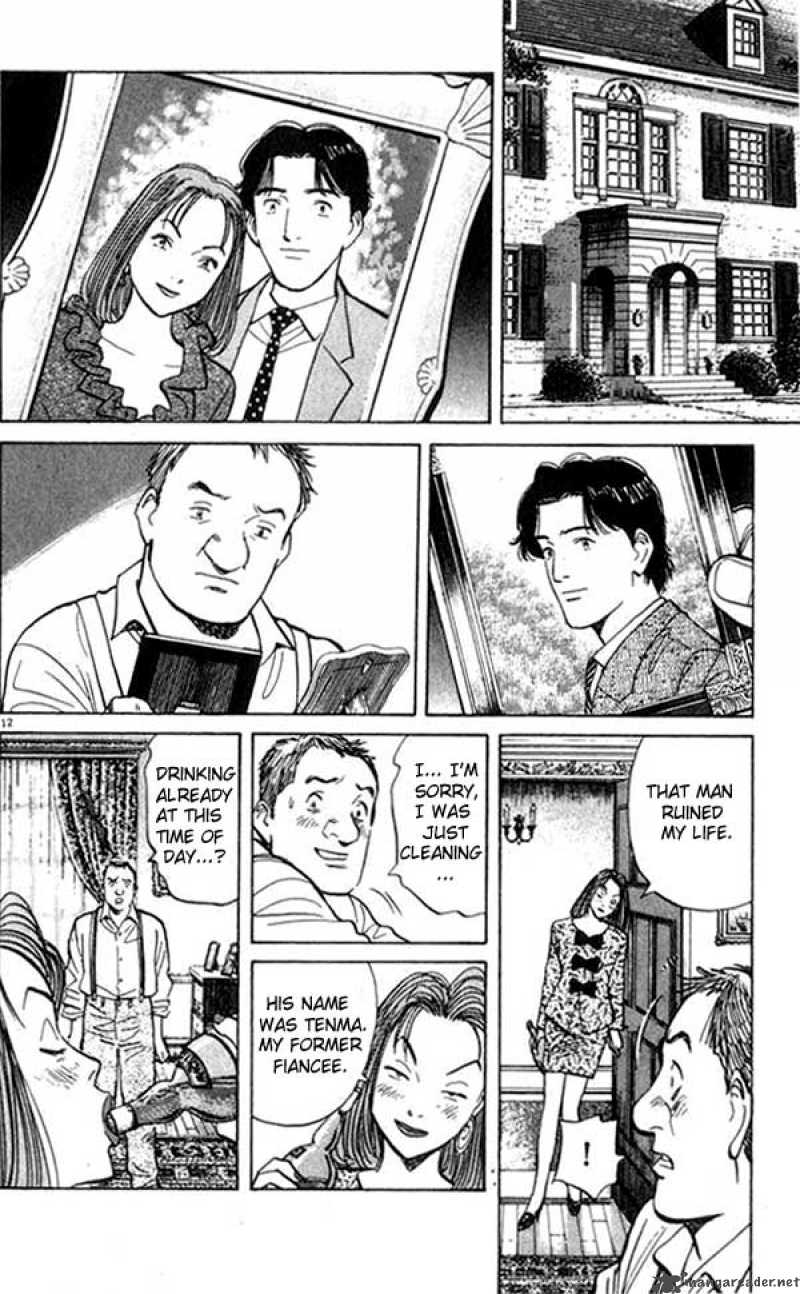 12
THAT MAN
RUINED
MY LIFE.
!
I... I'M
SORRY,
I WAS
JUST
CLEANING
...
HIS NAME
WAS TENMA.
MY FORMER
FIANCEE.
DRINKING
ALREADY
AT THIS
TIME OF
DAY...?
mangareader.net